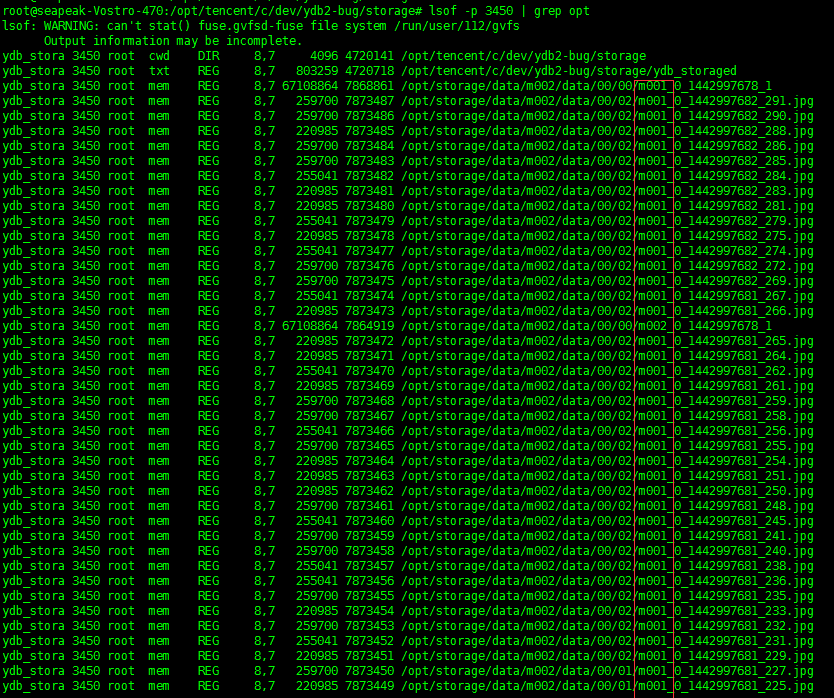 root@seapeak-Vostro-470:/opt/tencent/c/dev/ydb2-bug/storage# lsof -p 3450 | grep opt
lsof: WARNING: can't stat() fuse.gvfsd-fuse file system /run/user/112/gvfs
      Output information may be incomplete.
ydb_stora 3450 root  cwd    DIR     8,7     4096 4720141 /opt/tencent/c/dev/ydb2-bug/storage
ydb_stora 3450 root  txt    REG     8,7   803259 4720718 /opt/tencent/c/dev/ydb2-bug/storage/ydb_storaged
ydb_stora 3450 root  mem    REG     8,7 67108864 7868861 /opt/storage/data/m002/data/00/00/m001_0_1442997678_1
ydb_stora 3450 root  mem    REG     8,7   259700 7873487 /opt/storage/data/m002/data/00/02/m001_0_1442997682_291.jpg
ydb_stora 3450 root  mem    REG     8,7   259700 7873486 /opt/storage/data/m002/data/00/02/m001_0_1442997682_290.jpg
ydb_stora 3450 root  mem    REG     8,7   220985 7873485 /opt/storage/data/m002/data/00/02/m001_0_1442997682_288.jpg
ydb_stora 3450 root  mem    REG     8,7   259700 7873484 /opt/storage/data/m002/data/00/02/m001_0_1442997682_286.jpg
ydb_stora 3450 root  mem    REG     8,7   259700 7873483 /opt/storage/data/m002/data/00/02/m001_0_1442997682_285.jpg
ydb_stora 3450 root  mem    REG     8,7   255041 7873482 /opt/storage/data/m002/data/00/02/m001_0_1442997682_284.jpg
ydb_stora 3450 root  mem    REG     8,7   220985 7873481 /opt/storage/data/m002/data/00/02/m001_0_1442997682_283.jpg
ydb_stora 3450 root  mem    REG     8,7   220985 7873480 /opt/storage/data/m002/data/00/02/m001_0_1442997682_281.jpg
ydb_stora 3450 root  mem    REG     8,7   255041 7873479 /opt/storage/data/m002/data/00/02/m001_0_1442997682_279.jpg
ydb_stora 3450 root  mem    REG     8,7   220985 7873478 /opt/storage/data/m002/data/00/02/m001_0_1442997682_275.jpg
ydb_stora 3450 root  mem    REG     8,7   255041 7873477 /opt/storage/data/m002/data/00/02/m001_0_1442997682_274.jpg
ydb_stora 3450 root  mem    REG     8,7   259700 7873476 /opt/storage/data/m002/data/00/02/m001_0_1442997682_272.jpg
ydb_stora 3450 root  mem    REG     8,7   259700 7873475 /opt/storage/data/m002/data/00/02/m001_0_1442997682_269.jpg
ydb_stora 3450 root  mem    REG     8,7   255041 7873474 /opt/storage/data/m002/data/00/02/m001_0_1442997681_267.jpg
ydb_stora 3450 root  mem    REG     8,7   220985 7873473 /opt/storage/data/m002/data/00/02/m001_0_1442997681_266.jpg
ydb_stora 3450 root  mem    REG     8,7 67108864 7864919 /opt/storage/data/m002/data/00/00/m002_0_1442997678_1
ydb_stora 3450 root  mem    REG     8,7   220985 7873472 /opt/storage/data/m002/data/00/02/m001_0_1442997681_265.jpg
ydb_stora 3450 root  mem    REG     8,7   220985 7873471 /opt/storage/data/m002/data/00/02/m001_0_1442997681_264.jpg
ydb_stora 3450 root  mem    REG     8,7   255041 7873470 /opt/storage/data/m002/data/00/02/m001_0_1442997681_262.jpg
ydb_stora 3450 root  mem    REG     8,7   220985 7873469 /opt/storage/data/m002/data/00/02/m001_0_1442997681_261.jpg
ydb_stora 3450 root  mem    REG     8,7   259700 7873468 /opt/storage/data/m002/data/00/02/m001_0_1442997681_259.jpg
ydb_stora 3450 root  mem    REG     8,7   259700 7873467 /opt/storage/data/m002/data/00/02/m001_0_1442997681_258.jpg
ydb_stora 3450 root  mem    REG     8,7   255041 7873466 /opt/storage/data/m002/data/00/02/m001_0_1442997681_256.jpg
ydb_stora 3450 root  mem    REG     8,7   259700 7873465 /opt/storage/data/m002/data/00/02/m001_0_1442997681_255.jpg
ydb_stora 3450 root  mem    REG     8,7   220985 7873464 /opt/storage/data/m002/data/00/02/m001_0_1442997681_254.jpg
ydb_stora 3450 root  mem    REG     8,7   220985 7873463 /opt/storage/data/m002/data/00/02/m001_0_1442997681_251.jpg
ydb_stora 3450 root  mem    REG     8,7   220985 7873462 /opt/storage/data/m002/data/00/02/m001_0_1442997681_250.jpg
ydb_stora 3450 root  mem    REG     8,7   259700 7873461 /opt/storage/data/m002/data/00/02/m001_0_1442997681_248.jpg
ydb_stora 3450 root  mem    REG     8,7   255041 7873460 /opt/storage/data/m002/data/00/02/m001_0_1442997681_245.jpg
ydb_stora 3450 root  mem    REG     8,7   259700 7873459 /opt/storage/data/m002/data/00/02/m001_0_1442997681_241.jpg
ydb_stora 3450 root  mem    REG     8,7   259700 7873458 /opt/storage/data/m002/data/00/02/m001_0_1442997681_240.jpg
ydb_stora 3450 root  mem    REG     8,7   255041 7873457 /opt/storage/data/m002/data/00/02/m001_0_1442997681_238.jpg
ydb_stora 3450 root  mem    REG     8,7   255041 7873456 /opt/storage/data/m002/data/00/02/m001_0_1442997681_236.jpg
ydb_stora 3450 root  mem    REG     8,7   259700 7873455 /opt/storage/data/m002/data/00/02/m001_0_1442997681_235.jpg
ydb_stora 3450 root  mem    REG     8,7   220985 7873454 /opt/storage/data/m002/data/00/02/m001_0_1442997681_233.jpg
ydb_stora 3450 root  mem    REG     8,7   259700 7873453 /opt/storage/data/m002/data/00/02/m001_0_1442997681_232.jpg
ydb_stora 3450 root  mem    REG     8,7   255041 7873452 /opt/storage/data/m002/data/00/02/m001_0_1442997681_231.jpg
ydb_stora 3450 root  mem    REG     8,7   220985 7873451 /opt/storage/data/m002/data/00/02/m001_0_1442997681_229.jpg
ydb_stora 3450 root  mem    REG     8,7   259700 7873450 /opt/storage/data/m002/data/00/01/m001_0_1442997681_227.jpg
ydb_stora 3450 root  mem    REG     8,7   220985 7873449 /opt/storage/data/m002/data/00/01/m001_0_1442997681_225.jpg